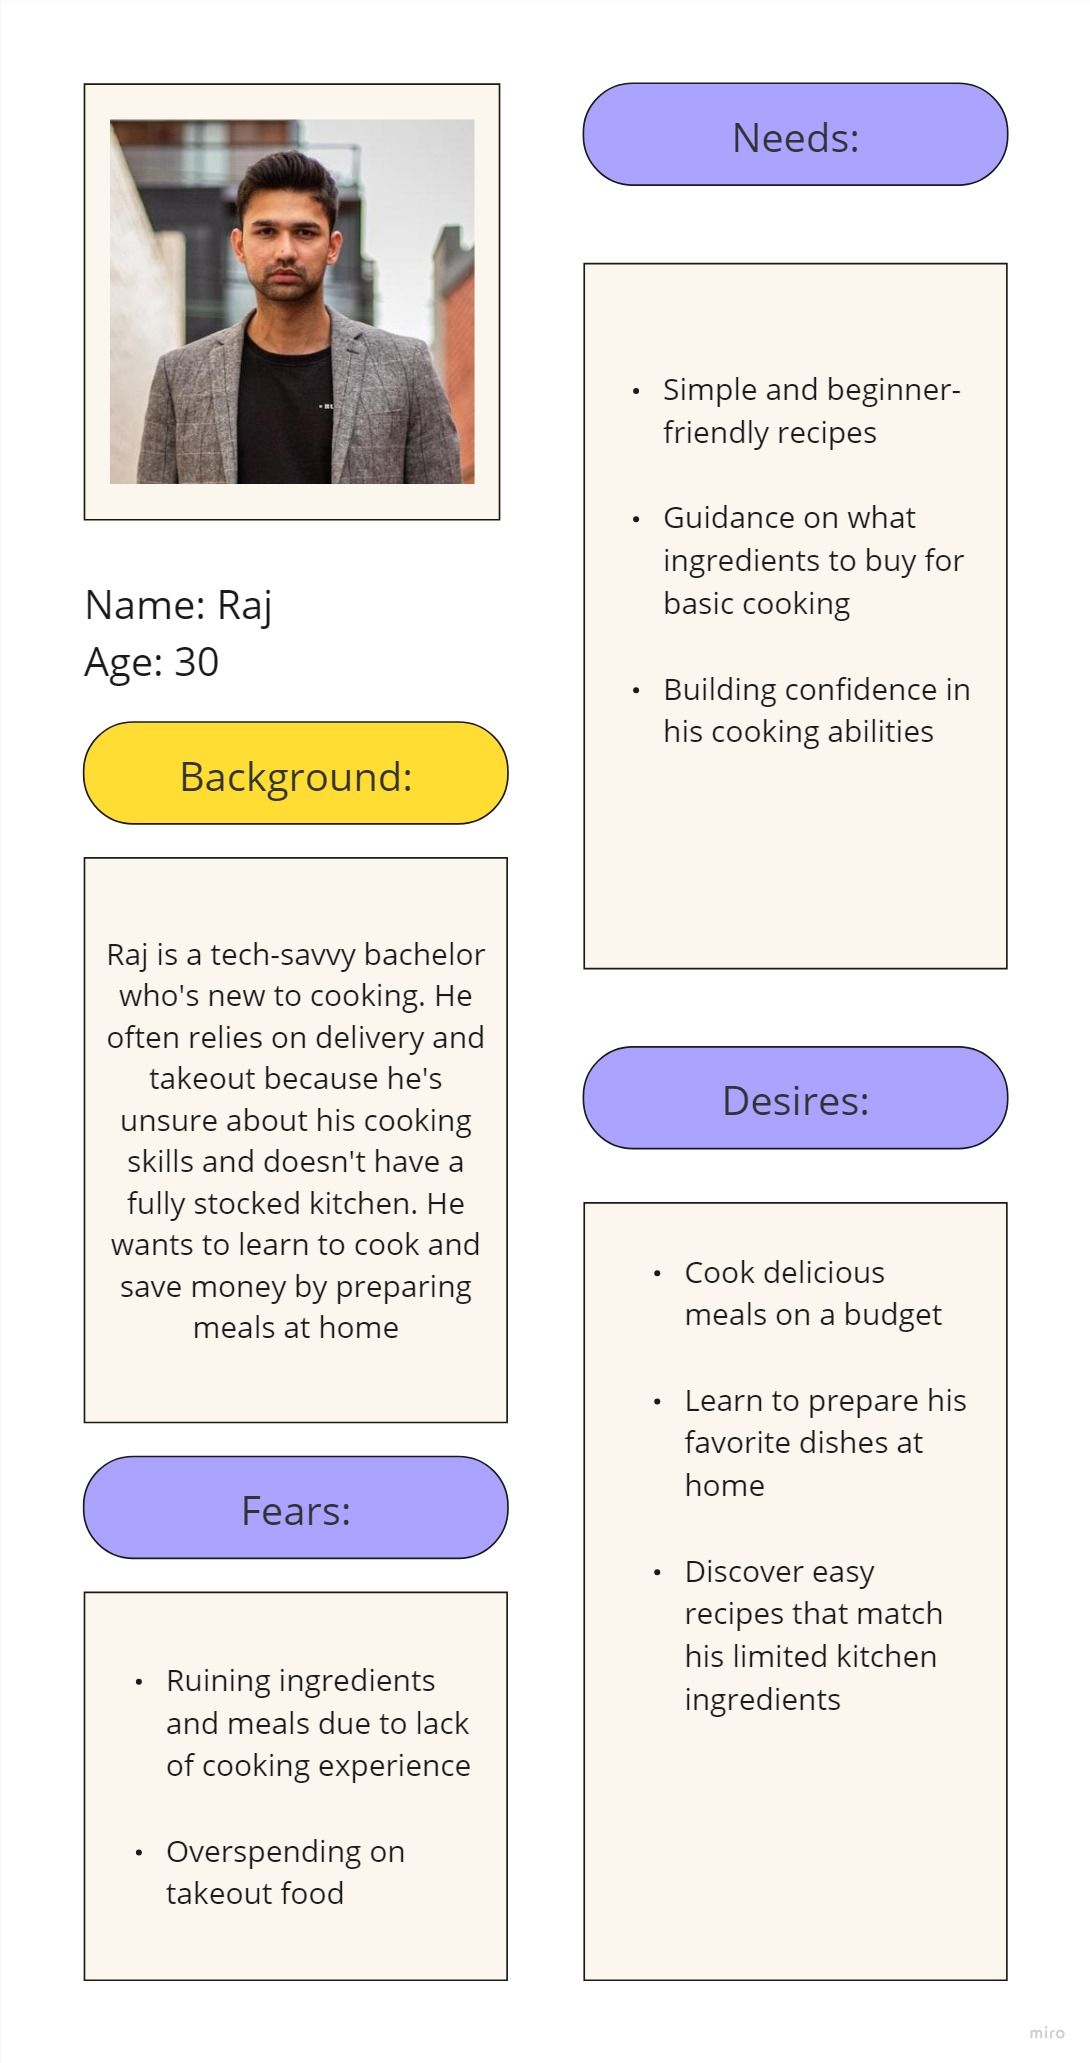 Name: Raj
Age: 30
Background:
Raj is a tech-savvy bachelor
who's new to cooking. He
often relies on delivery and
takeout because he's
unsure about his cooking
skills and doesn't have a
fully stocked kitchen. He
wants to learn to cook and
save money by preparing
meals at home
Fears:
• Ruining ingredients
and meals due to lack
of cooking experience
• Overspending on
takeout food
Needs:
• Simple and beginner-
friendly recipes
• Guidance on what
ingredients to buy for
basic cooking
• Building confidence in
his cooking abilities
Desires:
• Cook delicious
meals on a budget
• Learn to prepare his
favorite dishes at
home
• Discover easy
recipes that match
his limited kitchen
ingredients
miro